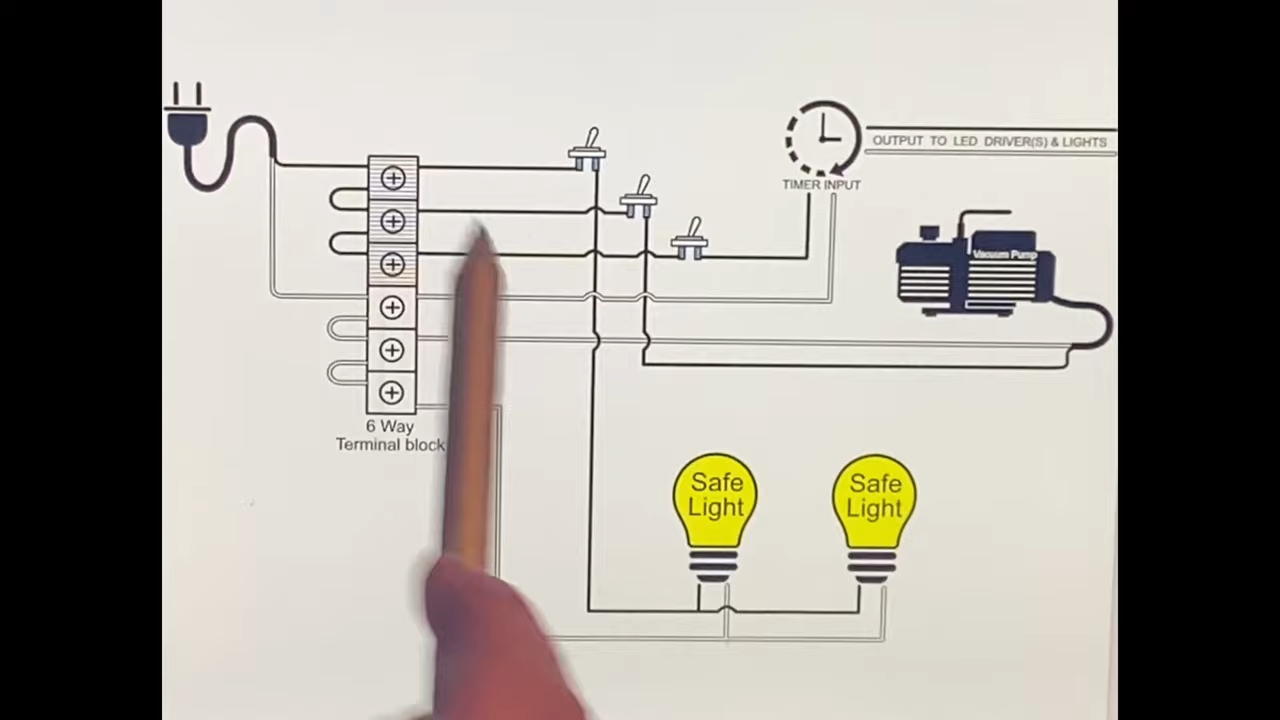 OUTPUT TO LED DRIVER(S) & LIGHTS
TIMER INPUT
Vacuum Pump
6 Way
Terminal block
Safe
Light
Safe
Light